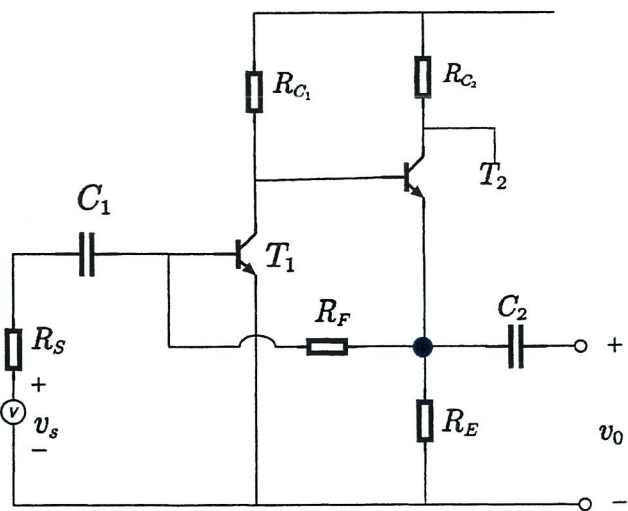 R_{C_1}
R_{C_2}
T_2
C_1
T_1
R_F
C_2
R_S
+
+
V
v_s
R_E
v_0
−
−